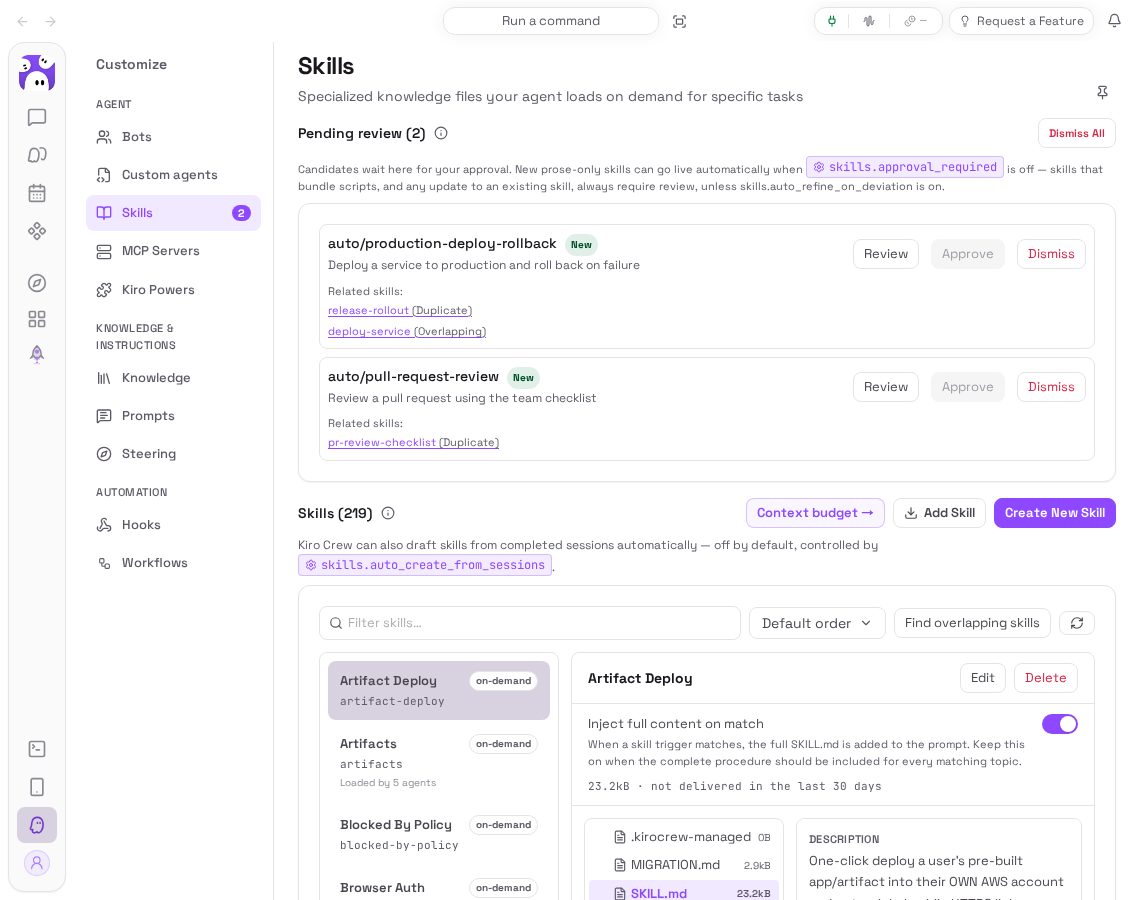 Run a command
Request a Feature
Customize
AGENT
Bots
Custom agents
Skills
2
MCP Servers
Kiro Powers
KNOWLEDGE &
INSTRUCTIONS
Knowledge
Prompts
Steering
AUTOMATION
Hooks
Workflows
Skills
Specialized knowledge files your agent loads on demand for specific tasks
Pending review (2)
Dismiss All
Candidates wait here for your approval. New prose-only skills can go live automatically when skills.approval_required is off — skills that
bundle scripts, and any update to an existing skill, always require review, unless skills.auto_refine_on_deviation is on.
auto/production-deploy-rollback New
Review Approve Dismiss
Deploy a service to production and roll back on failure
Related skills:
release-rollout (Duplicate)
deploy-service (Overlapping)
auto/pull-request-review New
Review Approve Dismiss
Review a pull request using the team checklist
Related skills:
pr-review-checklist (Duplicate)
Skills (219)
Context budget →
Add Skill
Create New Skill
Kiro Crew can also draft skills from completed sessions automatically — off by default, controlled by
skills.auto_create_from_sessions.
Filter skills…
Default order
Find overlapping skills
Artifact Deploy on-demand
artifact-deploy
Artifacts on-demand
artifacts
Loaded by 5 agents
Blocked By Policy on-demand
blocked-by-policy
Browser Auth on-demand
Artifact Deploy
Edit Delete
Inject full content on match
When a skill trigger matches, the full SKILL.md is added to the prompt. Keep this
on when the complete procedure should be included for every matching topic.
23.2kB · not delivered in the last 30 days
.kirocrew-managed 0B
MIGRATION.md 2.9kB
SKILL.md 23.2kB
DESCRIPTION
One-click deploy a user's pre-built
app/artifact into their OWN AWS account